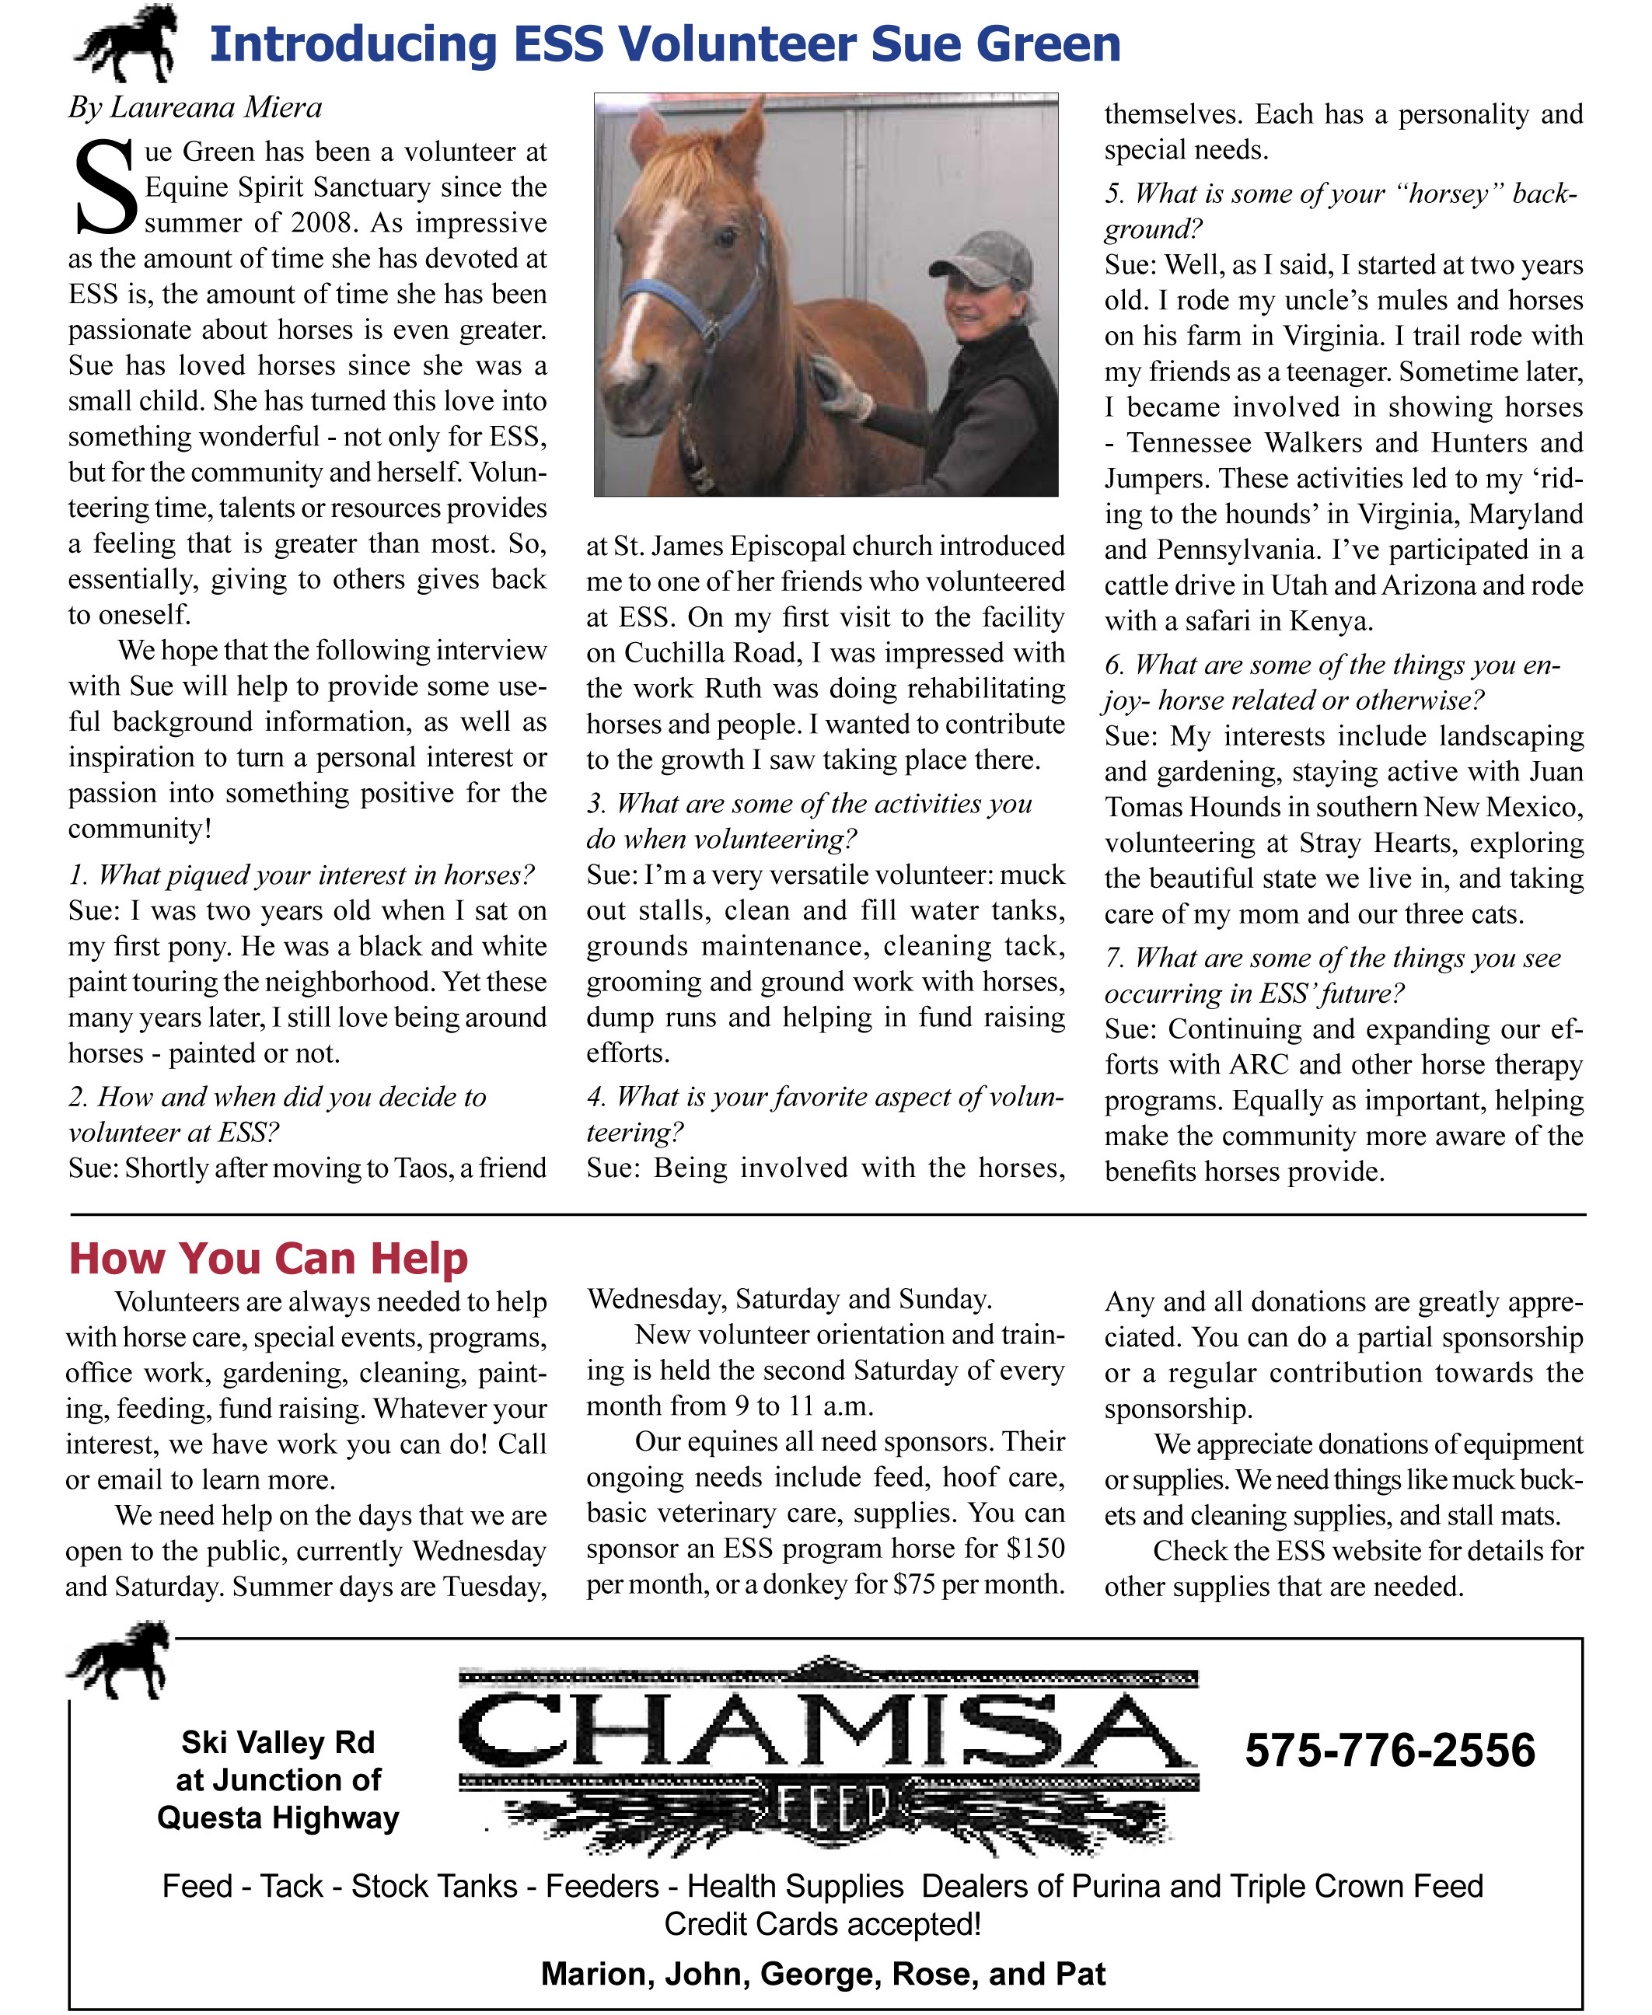 Introducing ESS Volunteer Sue Green
By Laureana Miera
Sue Green has been a volunteer at
Equine Spirit Sanctuary since the
summer of 2008. As impressive
as the amount of time she has devoted at
ESS is, the amount of time she has been
passionate about horses is even greater.
Sue has loved horses since she was a
small child. She has turned this love into
something wonderful - not only for ESS,
but for the community and herself. Volun-
teering time, talents or resources provides
a feeling that is greater than most. So,
essentially, giving to others gives back
to oneself.
We hope that the following interview
with Sue will help to provide some use-
ful background information, as well as
inspiration to turn a personal interest or
passion into something positive for the
community!
1. What piqued your interest in horses?
Sue: I was two years old when I sat on
my first pony. He was a black and white
paint touring the neighborhood. Yet these
many years later, I still love being around
horses - painted or not.
2. How and when did you decide to
volunteer at ESS?
Sue: Shortly after moving to Taos, a friend
at St. James Episcopal church introduced
me to one of her friends who volunteered
at ESS. On my first visit to the facility
on Cuchilla Road, I was impressed with
the work Ruth was doing rehabilitating
horses and people. I wanted to contribute
to the growth I saw taking place there.
3. What are some of the activities you
do when volunteering?
Sue: I'm a very versatile volunteer: muck
out stalls, clean and fill water tanks,
grounds maintenance, cleaning tack,
grooming and ground work with horses,
dump runs and helping in fund raising
efforts.
4. What is your favorite aspect of volun-
teering?
Sue: Being involved with the horses,
themselves. Each has a personality and
special needs.
5. What is some of your “horsey” back-
ground?
Sue: Well, as I said, I started at two years
old. I rode my uncle's mules and horses
on his farm in Virginia. I trail rode with
my friends as a teenager. Sometime later,
I became involved in showing horses
- Tennessee Walkers and Hunters and
Jumpers. These activities led to my ‘rid-
ing to the hounds’ in Virginia, Maryland
and Pennsylvania. I’ve participated in a
cattle drive in Utah and Arizona and rode
with a safari in Kenya.
6. What are some of the things you en-
joy- horse related or otherwise?
Sue: My interests include landscaping
and gardening, staying active with Juan
Tomas Hounds in southern New Mexico,
volunteering at Stray Hearts, exploring
the beautiful state we live in, and taking
care of my mom and our three cats.
7. What are some of the things you see
occurring in ESS’ future?
Sue: Continuing and expanding our ef-
forts with ARC and other horse therapy
programs. Equally as important, helping
make the community more aware of the
benefits horses provide.
How You Can Help
Volunteers are always needed to help
with horse care, special events, programs,
office work, gardening, cleaning, paint-
ing, feeding, fund raising. Whatever your
interest, we have work you can do! Call
or email to learn more.
We need help on the days that we are
open to the public, currently Wednesday
and Saturday. Summer days are Tuesday,
Wednesday, Saturday and Sunday.
New volunteer orientation and train-
ing is held the second Saturday of every
month from 9 to 11 a.m.
Our equines all need sponsors. Their
ongoing needs include feed, hoof care,
basic veterinary care, supplies. You can
sponsor an ESS program horse for $150
per month, or a donkey for $75 per month.
Any and all donations are greatly appre-
ciated. You can do a partial sponsorship
or a regular contribution towards the
sponsorship.
We appreciate donations of equipment
or supplies. We need things like muck buck-
ets and cleaning supplies, and stall mats.
Check the ESS website for details for
other supplies that are needed.
Ski Valley Rd
at Junction of
Questa Highway
CHAMISA
FEED
575-776-2556
Feed - Tack - Stock Tanks - Feeders - Health Supplies Dealers of Purina and Triple Crown Feed
Credit Cards accepted!
Marion, John, George, Rose, and Pat